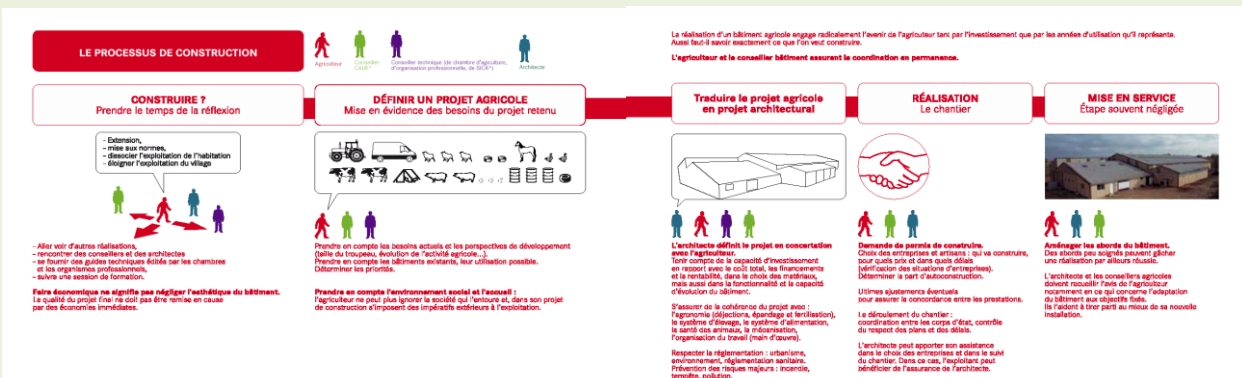 LE PROCESSUS DE CONSTRUCTION
Agriculteur
Conseiller
CAUE*
Conseiller technique (de chambre d'agriculture,
d'organisation professionnelle, de SICA*)
Architecte
La réalisation d'un bâtiment agricole engage radicalement l'avenir de l'agriculteur tant par l'investissement que par les années d'utilisation qu'il représente.
Aussi faut-il savoir exactement ce que l'on veut construire.
L'agriculteur et le conseiller bâtiment assurent la coordination en permanence.
CONSTRUIRE ?
Prendre le temps de la réflexion
- Extension,
- mise aux normes,
- dissocier l'exploitation de l'habitation
- éloigner l'exploitation du village
- Aller voir d'autres réalisations,
- rencontrer des conseillers et des architectes
- se fournir des guides techniques édités par les chambres
et les organismes professionnels,
- suivre une session de formation.
Faire économique ne signifie pas négliger l'esthétique du bâtiment.
La qualité du projet final ne doit pas être remise en cause
par des économies immédiates.
DÉFINIR UN PROJET AGRICOLE
Mise en évidence des besoins du projet retenu
Prendre en compte les besoins actuels et les perspectives de développement
(taille du troupeau, évolution de l'activité agricole...).
Prendre en compte les bâtiments existants, leur utilisation possible.
Déterminer les priorités.
Prendre en compte l'environnement social et l'accueil :
l'agriculteur ne peut plus ignorer la société qui l'entoure et, dans son projet
de construction s'imposent des impératifs extérieurs à l'exploitation.
Traduire le projet agricole
en projet architectural
L'architecte définit le projet en concertation
avec l'agriculteur.
Tenir compte de la capacité d'investissement
en rapport avec le coût total, les financements
et la rentabilité, dans le choix des matériaux,
mais aussi dans la fonctionnalité et la capacité
d'évolution du bâtiment.
S'assurer de la cohérence du projet avec :
l'agronomie (déjections, épandage et fertilisation),
le système d'élevage, le système d'alimentation,
la santé des animaux, la mécanisation,
l'organisation du travail (main d'œuvre).
Respecter la réglementation : urbanisme,
environnement, réglementation sanitaire.
Prévention des risques majeurs : incendie,
tempête, pollution.
RÉALISATION
Le chantier
Demande de permis de construire.
Choix des entreprises et artisans : qui va construire,
pour quels prix et dans quels délais
(vérification des situations d'entreprises).
Déterminer la part d'autoconstruction.
Ultimes ajustements éventuels
pour assurer la concordance entre les prestations.
Le déroulement du chantier :
coordination entre les corps d'état, contrôle
du respect des plans et des délais.
L'architecte peut apporter son assistance
dans le choix des entreprises et dans le suivi
du chantier. Dans ce cas, l'exploitant peut
bénéficier de l'assurance de l'architecte.
MISE EN SERVICE
Étape souvent négligée
Aménager les abords du bâtiment.
Des abords peu soignés peuvent gâcher
une réalisation par ailleurs réussie.
L'architecte et les conseillers agricoles
doivent recueillir l'avis de l'agriculteur
notamment en ce qui concerne l'adaptation
du bâtiment aux objectifs fixés.
Ils l'aident à tirer parti au mieux de sa nouvelle
installation.